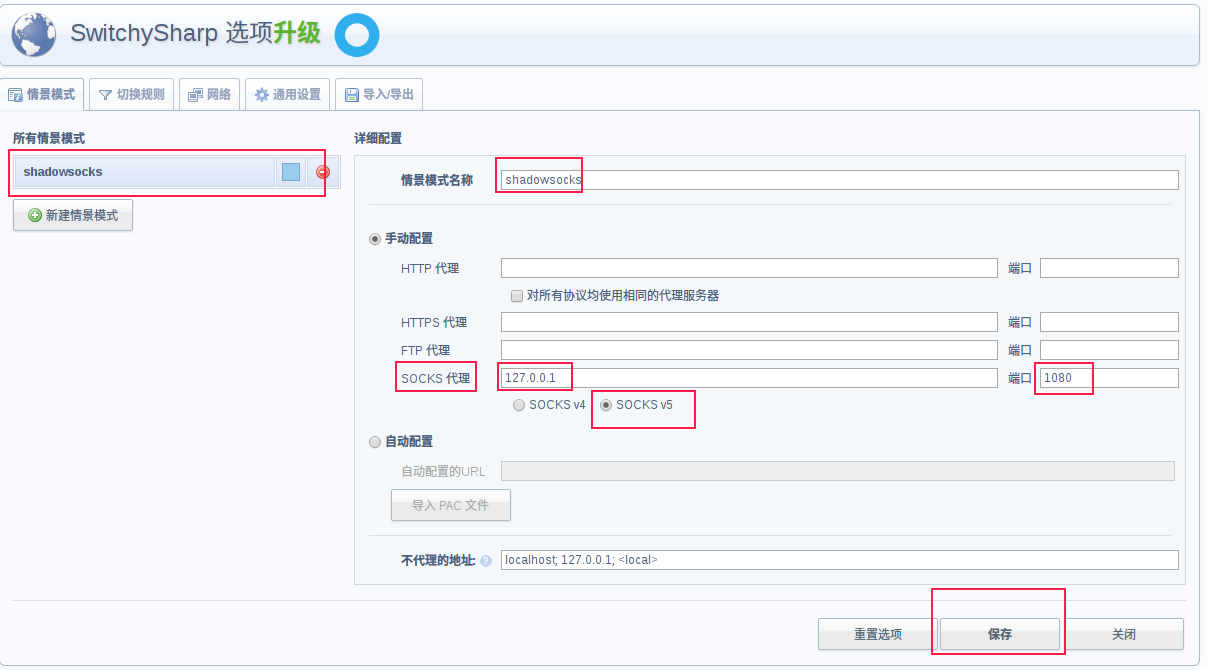 SwitchySharp 选项升级
情景模式 切换规则 网络 通用设置 导入/导出
所有情景模式
shadowsocks
新建情景模式
详细配置
情景模式名称 shadowsocks
手动配置
HTTP 代理 端口
对所有协议均使用相同的代理服务器
HTTPS 代理 端口
FTP 代理 端口
SOCKS 代理 127.0.0.1 端口 1080
SOCKS v4 SOCKS v5
自动配置
自动配置的URL
导入 PAC 文件
不代理的地址: ? localhost; 127.0.0.1; <local>
重置选项 保存 关闭